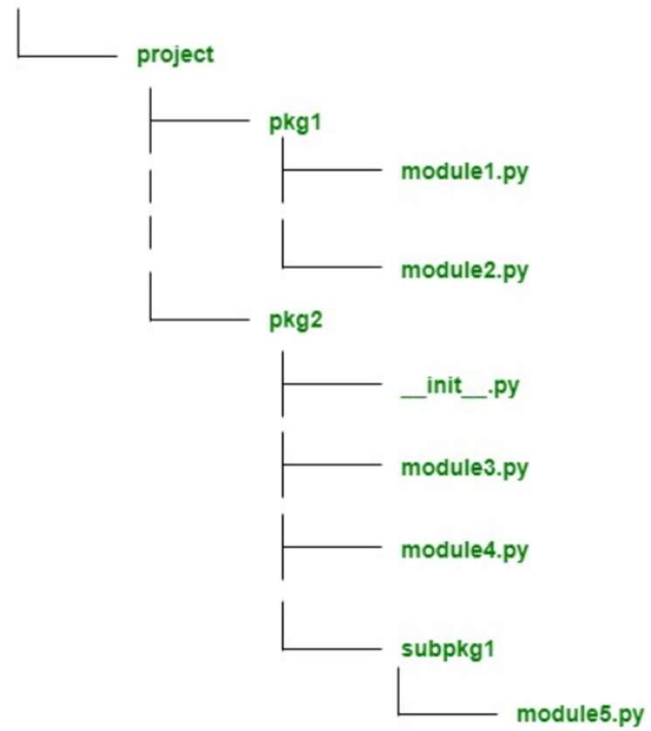 project
pkg1
module1.py
module2.py
pkg2
__init__.py
module3.py
module4.py
subpkg1
module5.py